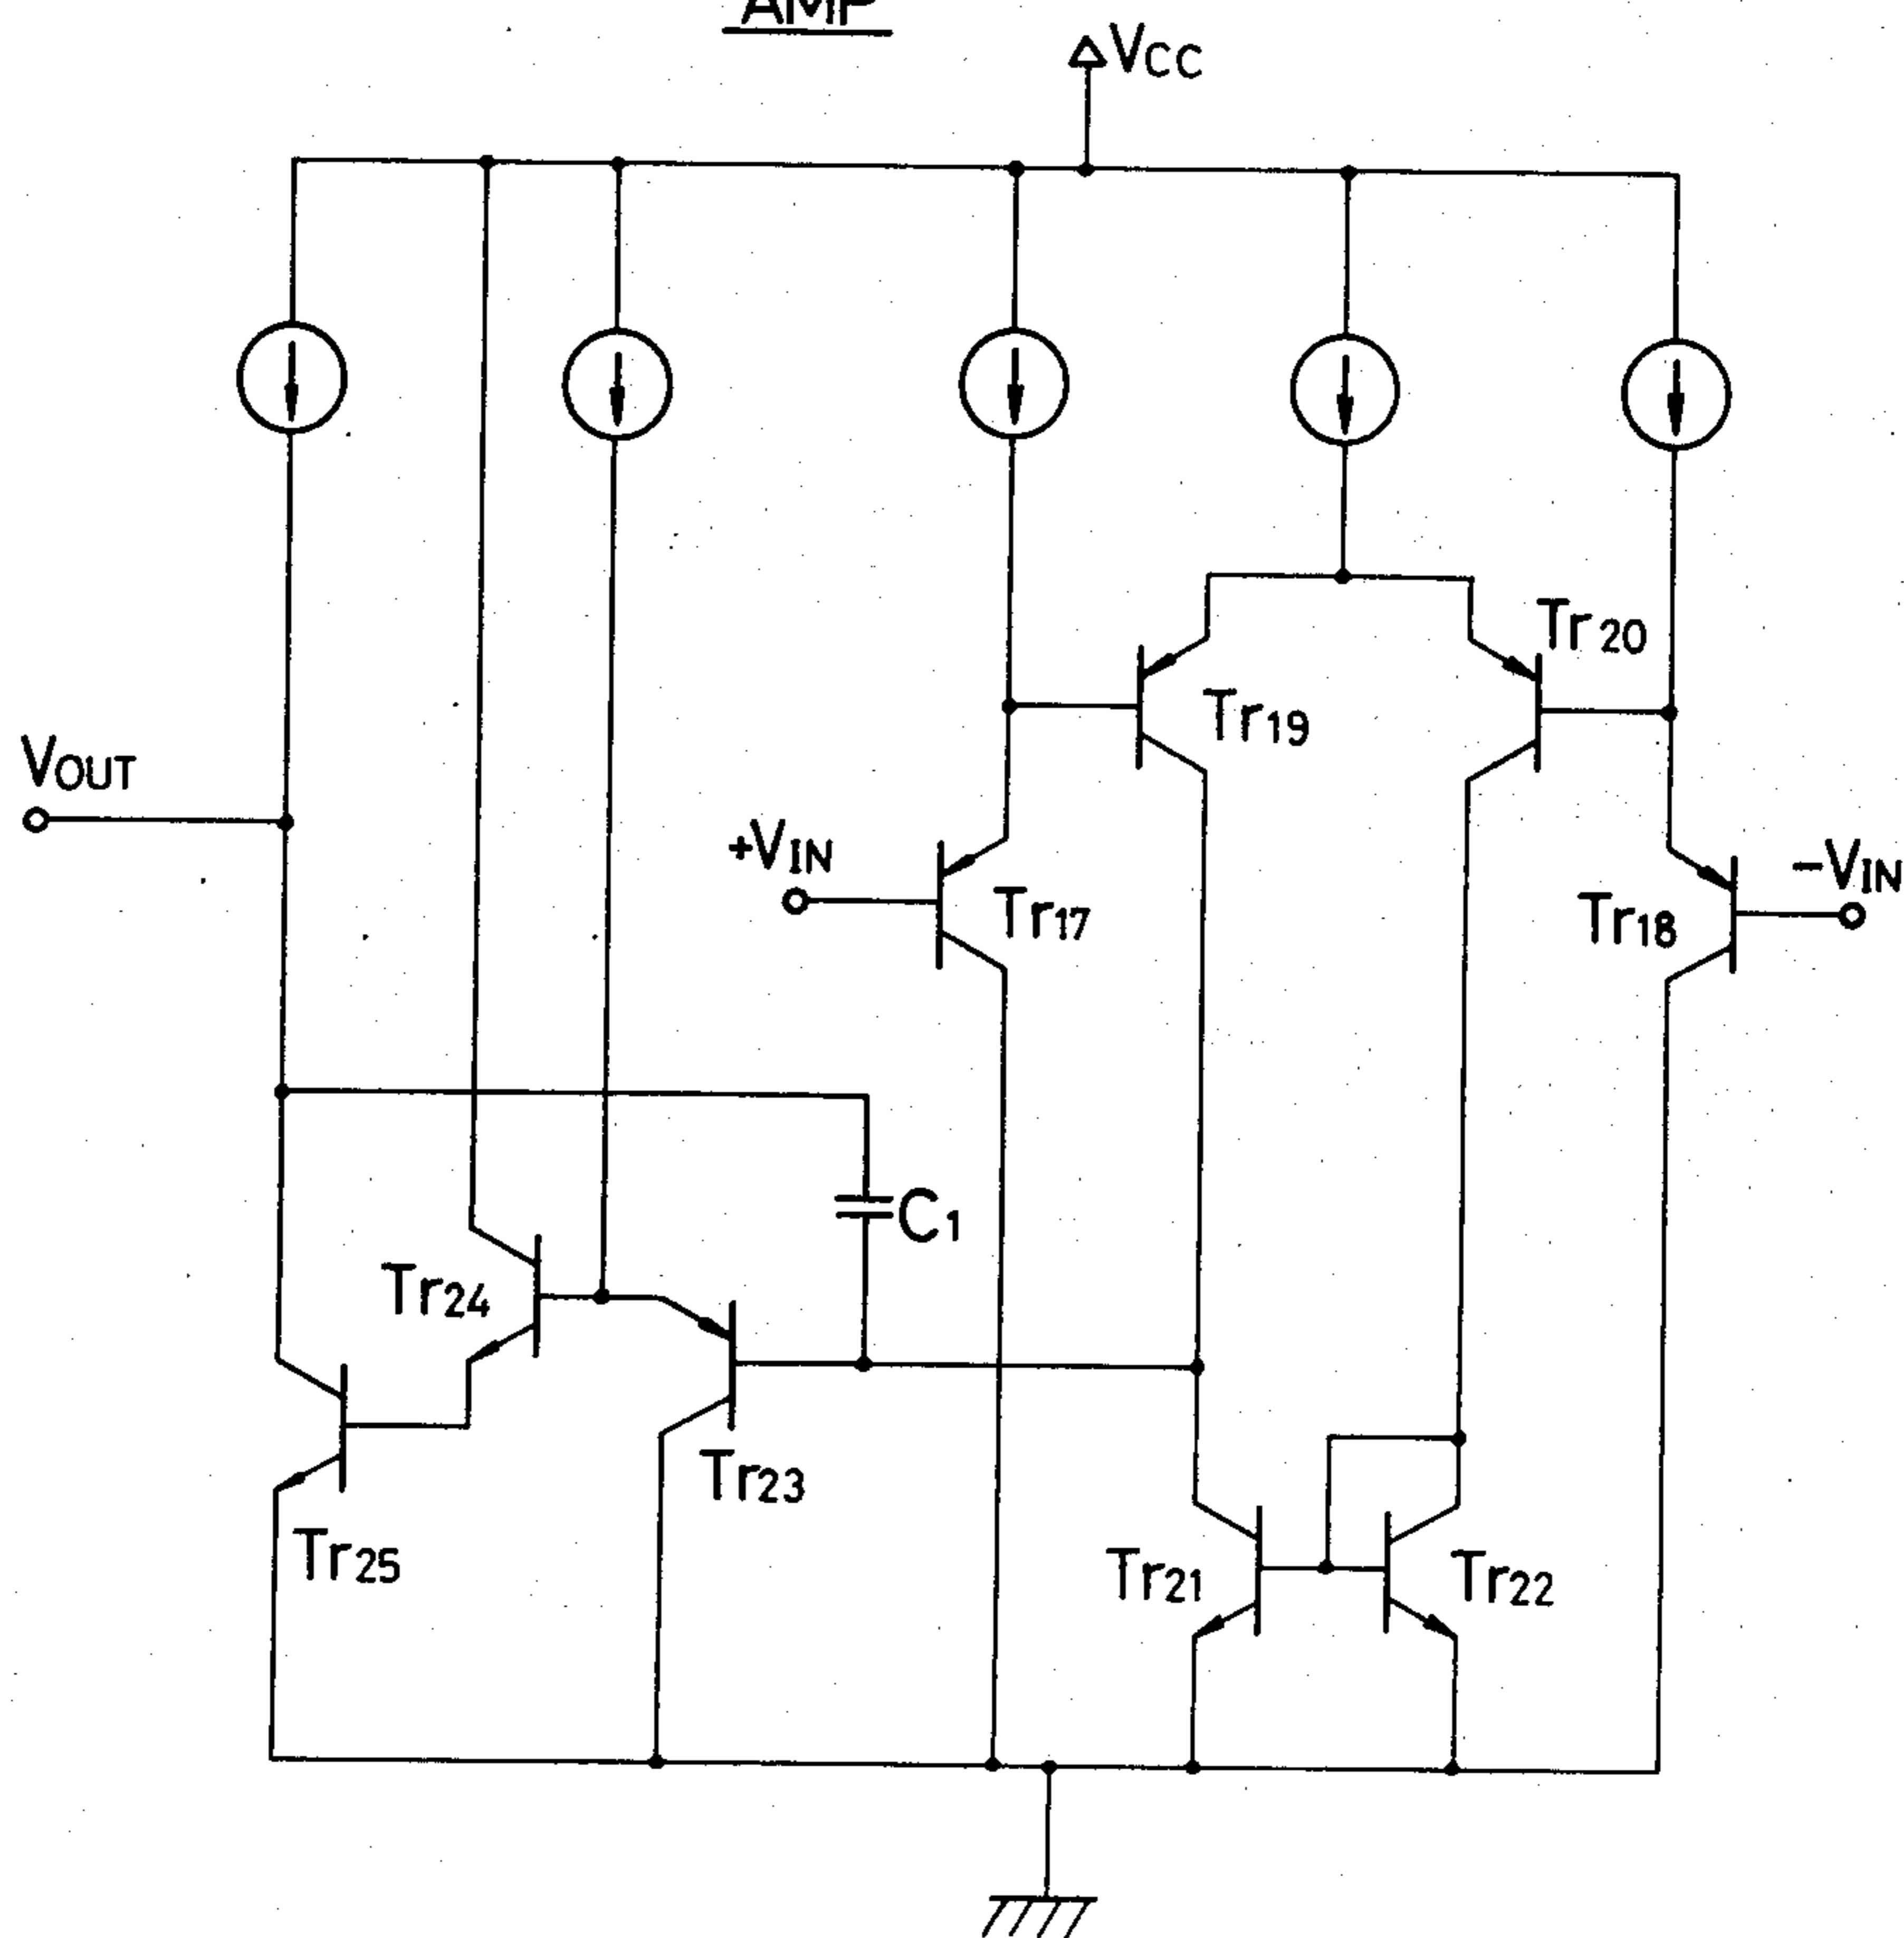 AMP
VCC
Tr20
Tr19
VOUT
+VIN
-VIN
Tr17
Tr18
C1
Tr24
Tr23
Tr25
Tr21
Tr22